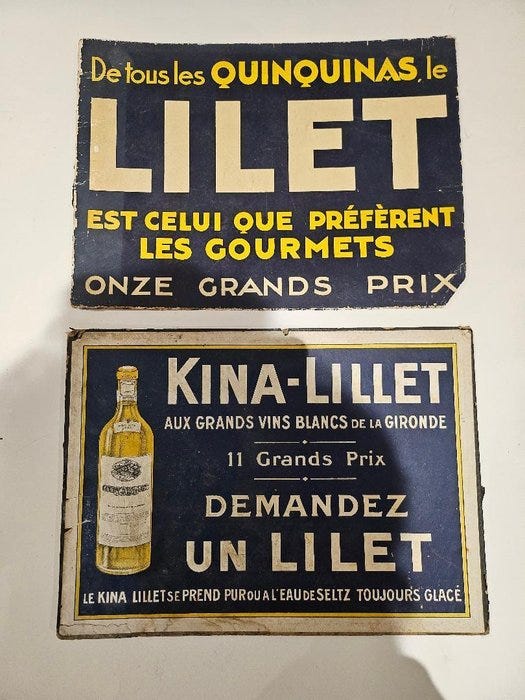 De tous les QUINQUINAS, le
LILET
EST CELUI QUE PRÉFÈRENT
LES GOURMETS
ONZE GRANDS PRIX
KINA-LILLET
AUX GRANDS VINS BLANCS DE LA GIRONDE
11 Grands Prix
DEMANDEZ
UN LILET
LE KINA LILLET SE PREND PUR OU A L'EAU DE SELTZ TOUJOURS GLACÉ